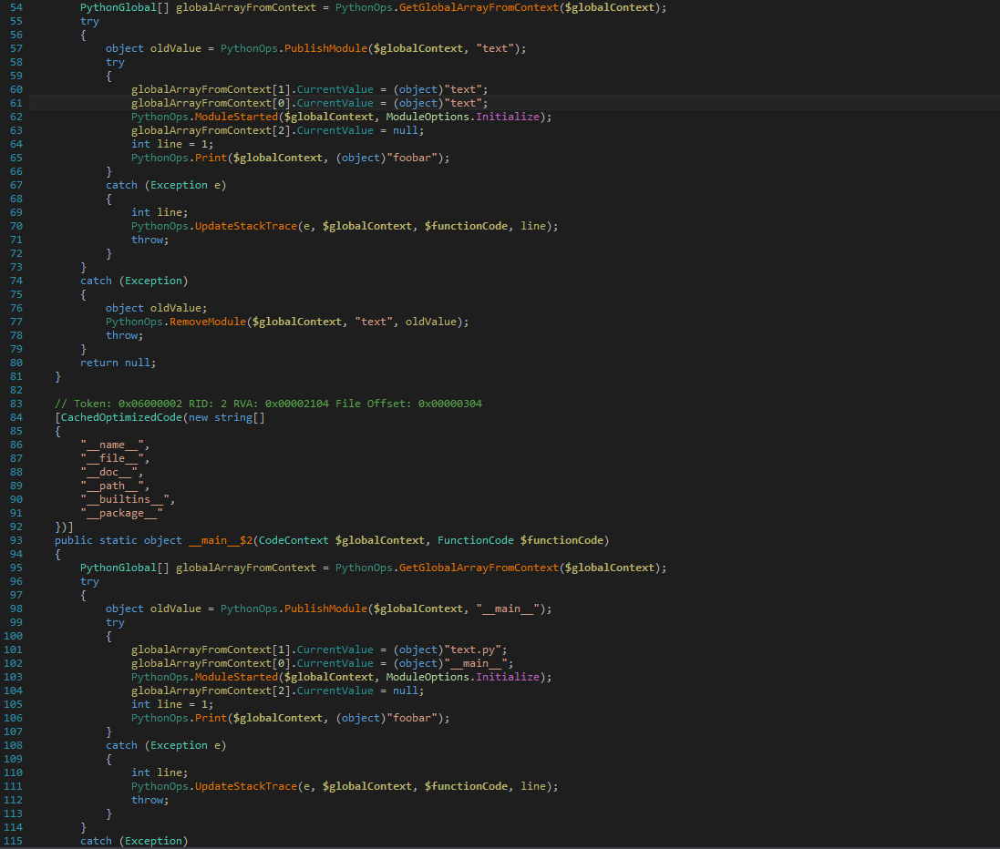 54 PythonGlobal[] globalArrayFromContext = PythonOps.GetGlobalArrayFromContext($globalContext);
55 try
56 {
57 object oldValue = PythonOps.PublishModule($globalContext, "text");
58 try
59 {
60 globalArrayFromContext[1].CurrentValue = (object)"text";
61 globalArrayFromContext[0].CurrentValue = (object)"text";
62 PythonOps.ModuleStarted($globalContext, ModuleOptions.Initialize);
63 globalArrayFromContext[2].CurrentValue = null;
64 int line = 1;
65 PythonOps.Print($globalContext, (object)"foobar");
66 }
67 catch (Exception e)
68 {
69 int line;
70 PythonOps.UpdateStackTrace(e, $globalContext, $functionCode, line);
71 throw;
72 }
73 }
74 catch (Exception)
75 {
76 object oldValue;
77 PythonOps.RemoveModule($globalContext, "text", oldValue);
78 throw;
79 }
80 return null;
81 }
82
83 // Token: 0x06000002 RID: 2 RVA: 0x00002104 File Offset: 0x00000304
84 [CachedOptimizedCode(new string[]
85 {
86 "__name__",
87 "__file__",
88 "__doc__",
89 "__path__",
90 "__builtins__",
91 "__package__"
92 })]
93 public static object __main__$2(CodeContext $globalContext, FunctionCode $functionCode)
94 {
95 PythonGlobal[] globalArrayFromContext = PythonOps.GetGlobalArrayFromContext($globalContext);
96 try
97 {
98 object oldValue = PythonOps.PublishModule($globalContext, "__main__");
99 try
100 {
101 globalArrayFromContext[1].CurrentValue = (object)"text.py";
102 globalArrayFromContext[0].CurrentValue = (object)"__main__";
103 PythonOps.ModuleStarted($globalContext, ModuleOptions.Initialize);
104 globalArrayFromContext[2].CurrentValue = null;
105 int line = 1;
106 PythonOps.Print($globalContext, (object)"foobar");
107 }
108 catch (Exception e)
109 {
110 int line;
111 PythonOps.UpdateStackTrace(e, $globalContext, $functionCode, line);
112 throw;
113 }
114 }
115 catch (Exception)